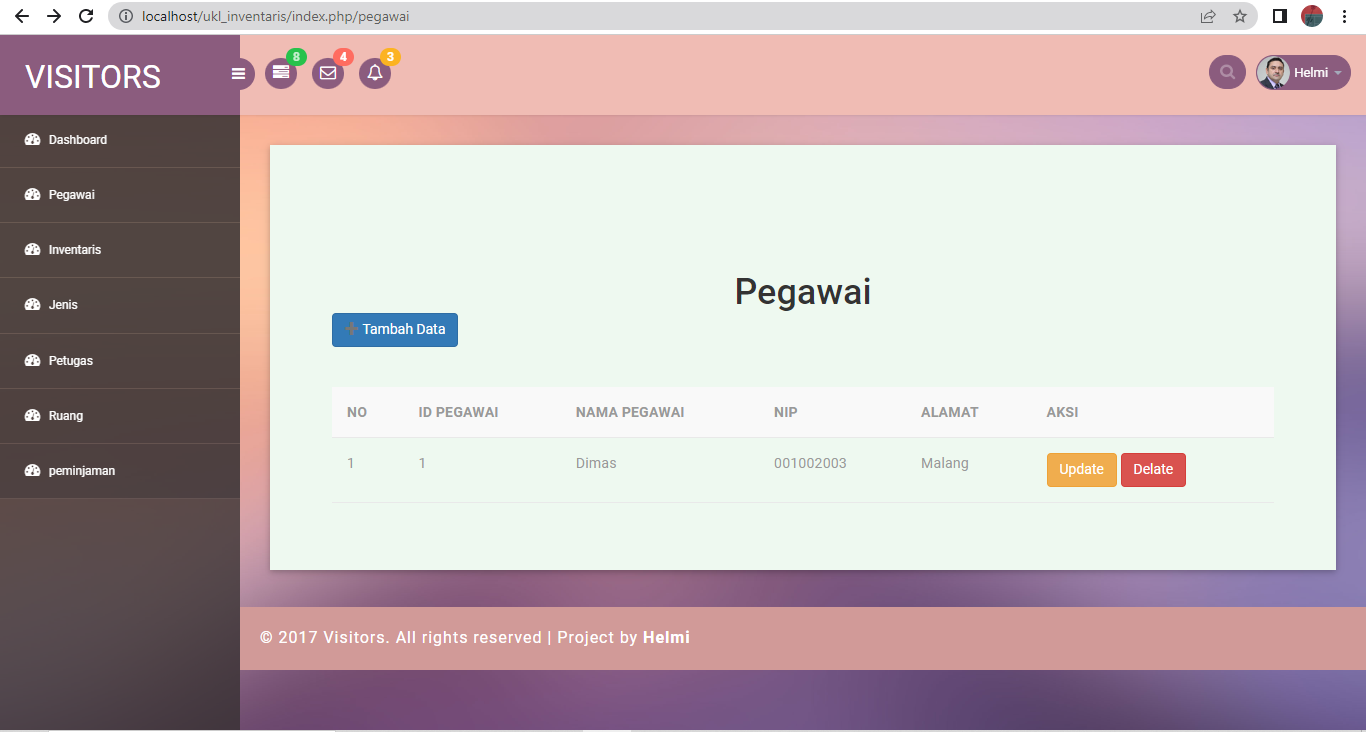 localhost/ukl_inventaris/index.php/pegawai
VISITORS
8
4
3
Helmi
Dashboard
Pegawai
Inventaris
Jenis
Petugas
Ruang
peminjaman
Pegawai
Tambah Data
NO ID PEGAWAI NAMA PEGAWAI NIP ALAMAT AKSI
1 1 Dimas 001002003 Malang Update Delate
© 2017 Visitors. All rights reserved | Project by Helmi